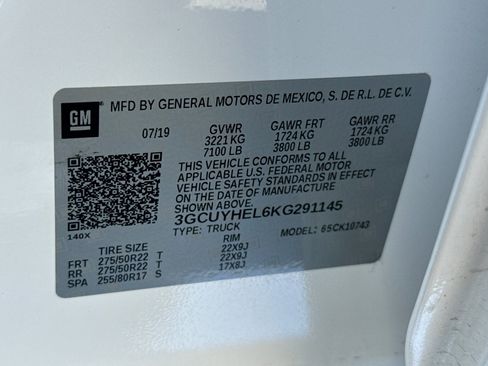 GM
MFD BY GENERAL MOTORS DE MEXICO, S. DE R.L. DE C.V.
07/19 GVWR GAWR FRT GAWR RR
3221 KG 1724 KG 1724 KG
7100 LB 3800 LB 3800 LB
THIS VEHICLE CONFORMS TO ALL
APPLICABLE U.S. FEDERAL MOTOR
VEHICLE SAFETY STANDARDS IN EFFECT
ON THE DATE OF MANUFACTURE
SHOWN ABOVE.
3GCUYHEL6KG291145
140X TYPE: TRUCK MODEL: 65CK10743
TIRE SIZE RIM
FRT 275/50R22 T 22X9J
RR 275/50R22 T 22X9J
SPA 255/80R17 S 17X8J